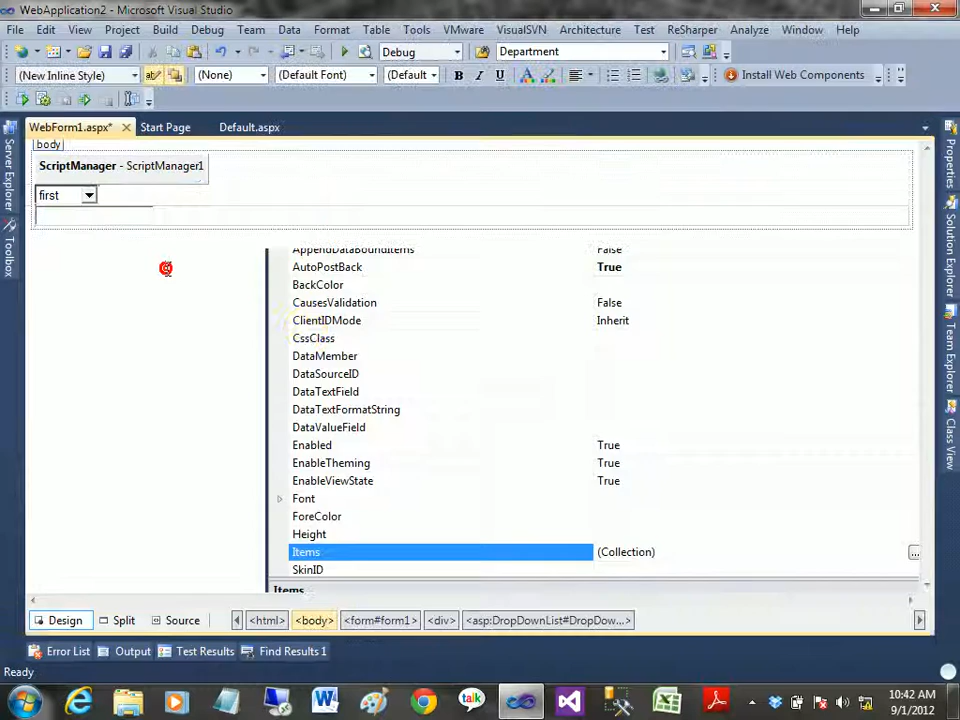 WebApplication2 - Microsoft Visual Studio
File Edit View Project Build Debug Team Data Format Table Tools VMware VisualSVN Architecture Test ReSharper Analyze Window Help
Debug Department
(New Inline Style) (None) (Default Font) (Default B I U A Install Web Components
WebForm1.aspx* Start Page Default.aspx
body
ScriptManager - ScriptManager1
first
AppendDataBoundItems False
AutoPostBack True
BackColor
CausesValidation False
ClientIDMode Inherit
CssClass
DataMember
DataSourceID
DataTextField
DataTextFormatString
DataValueField
Enabled True
EnableTheming True
EnableViewState True
Font
ForeColor
Height
Items (Collection) ...
SkinID
Items
Server Explorer
Toolbox
Properties
Solution Explorer
Team Explorer
Class View
Design Split Source <html> <body> <form#form1> <div> <asp:DropDownList#DropDow...>
Error List Output Test Results Find Results 1
Ready
talk
10:42 AM
9/1/2012